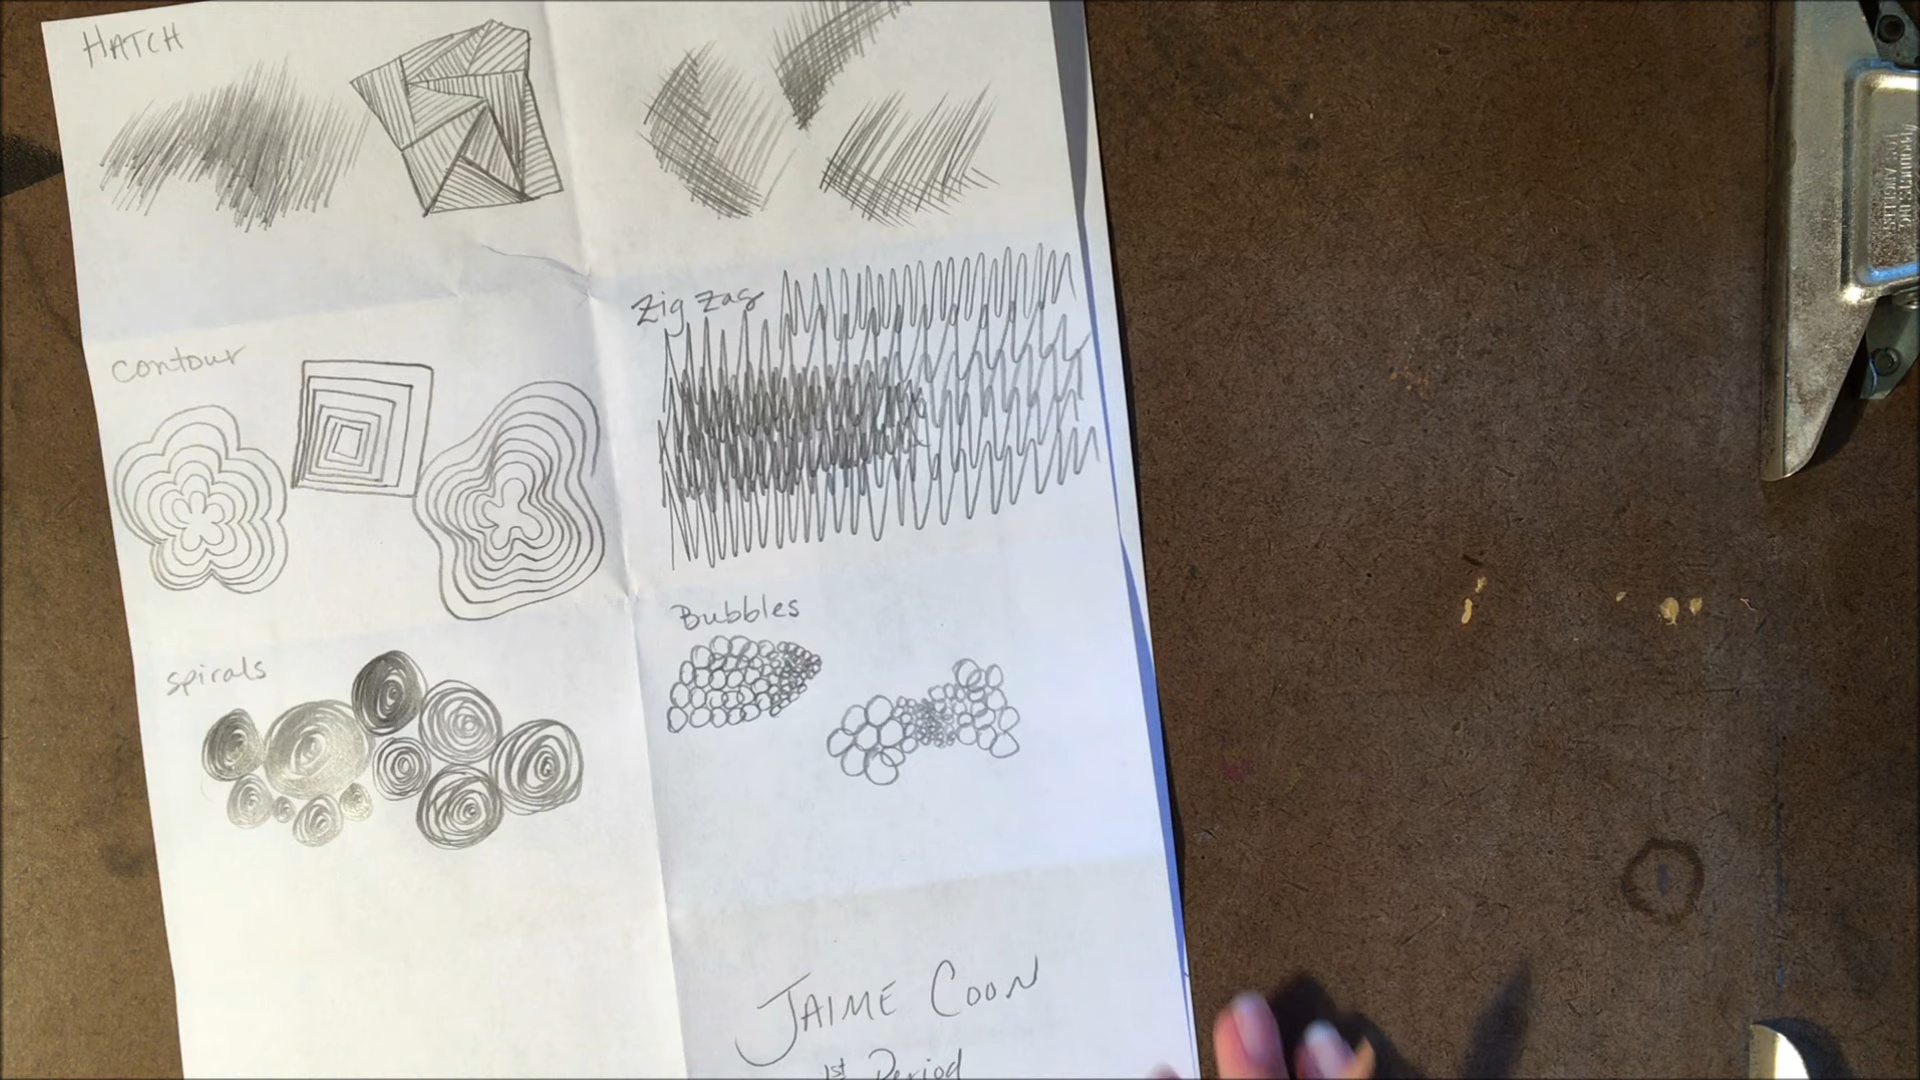 HATCH
Zig Zag
contour
Bubbles
spirals
JAIME COON
1st Period